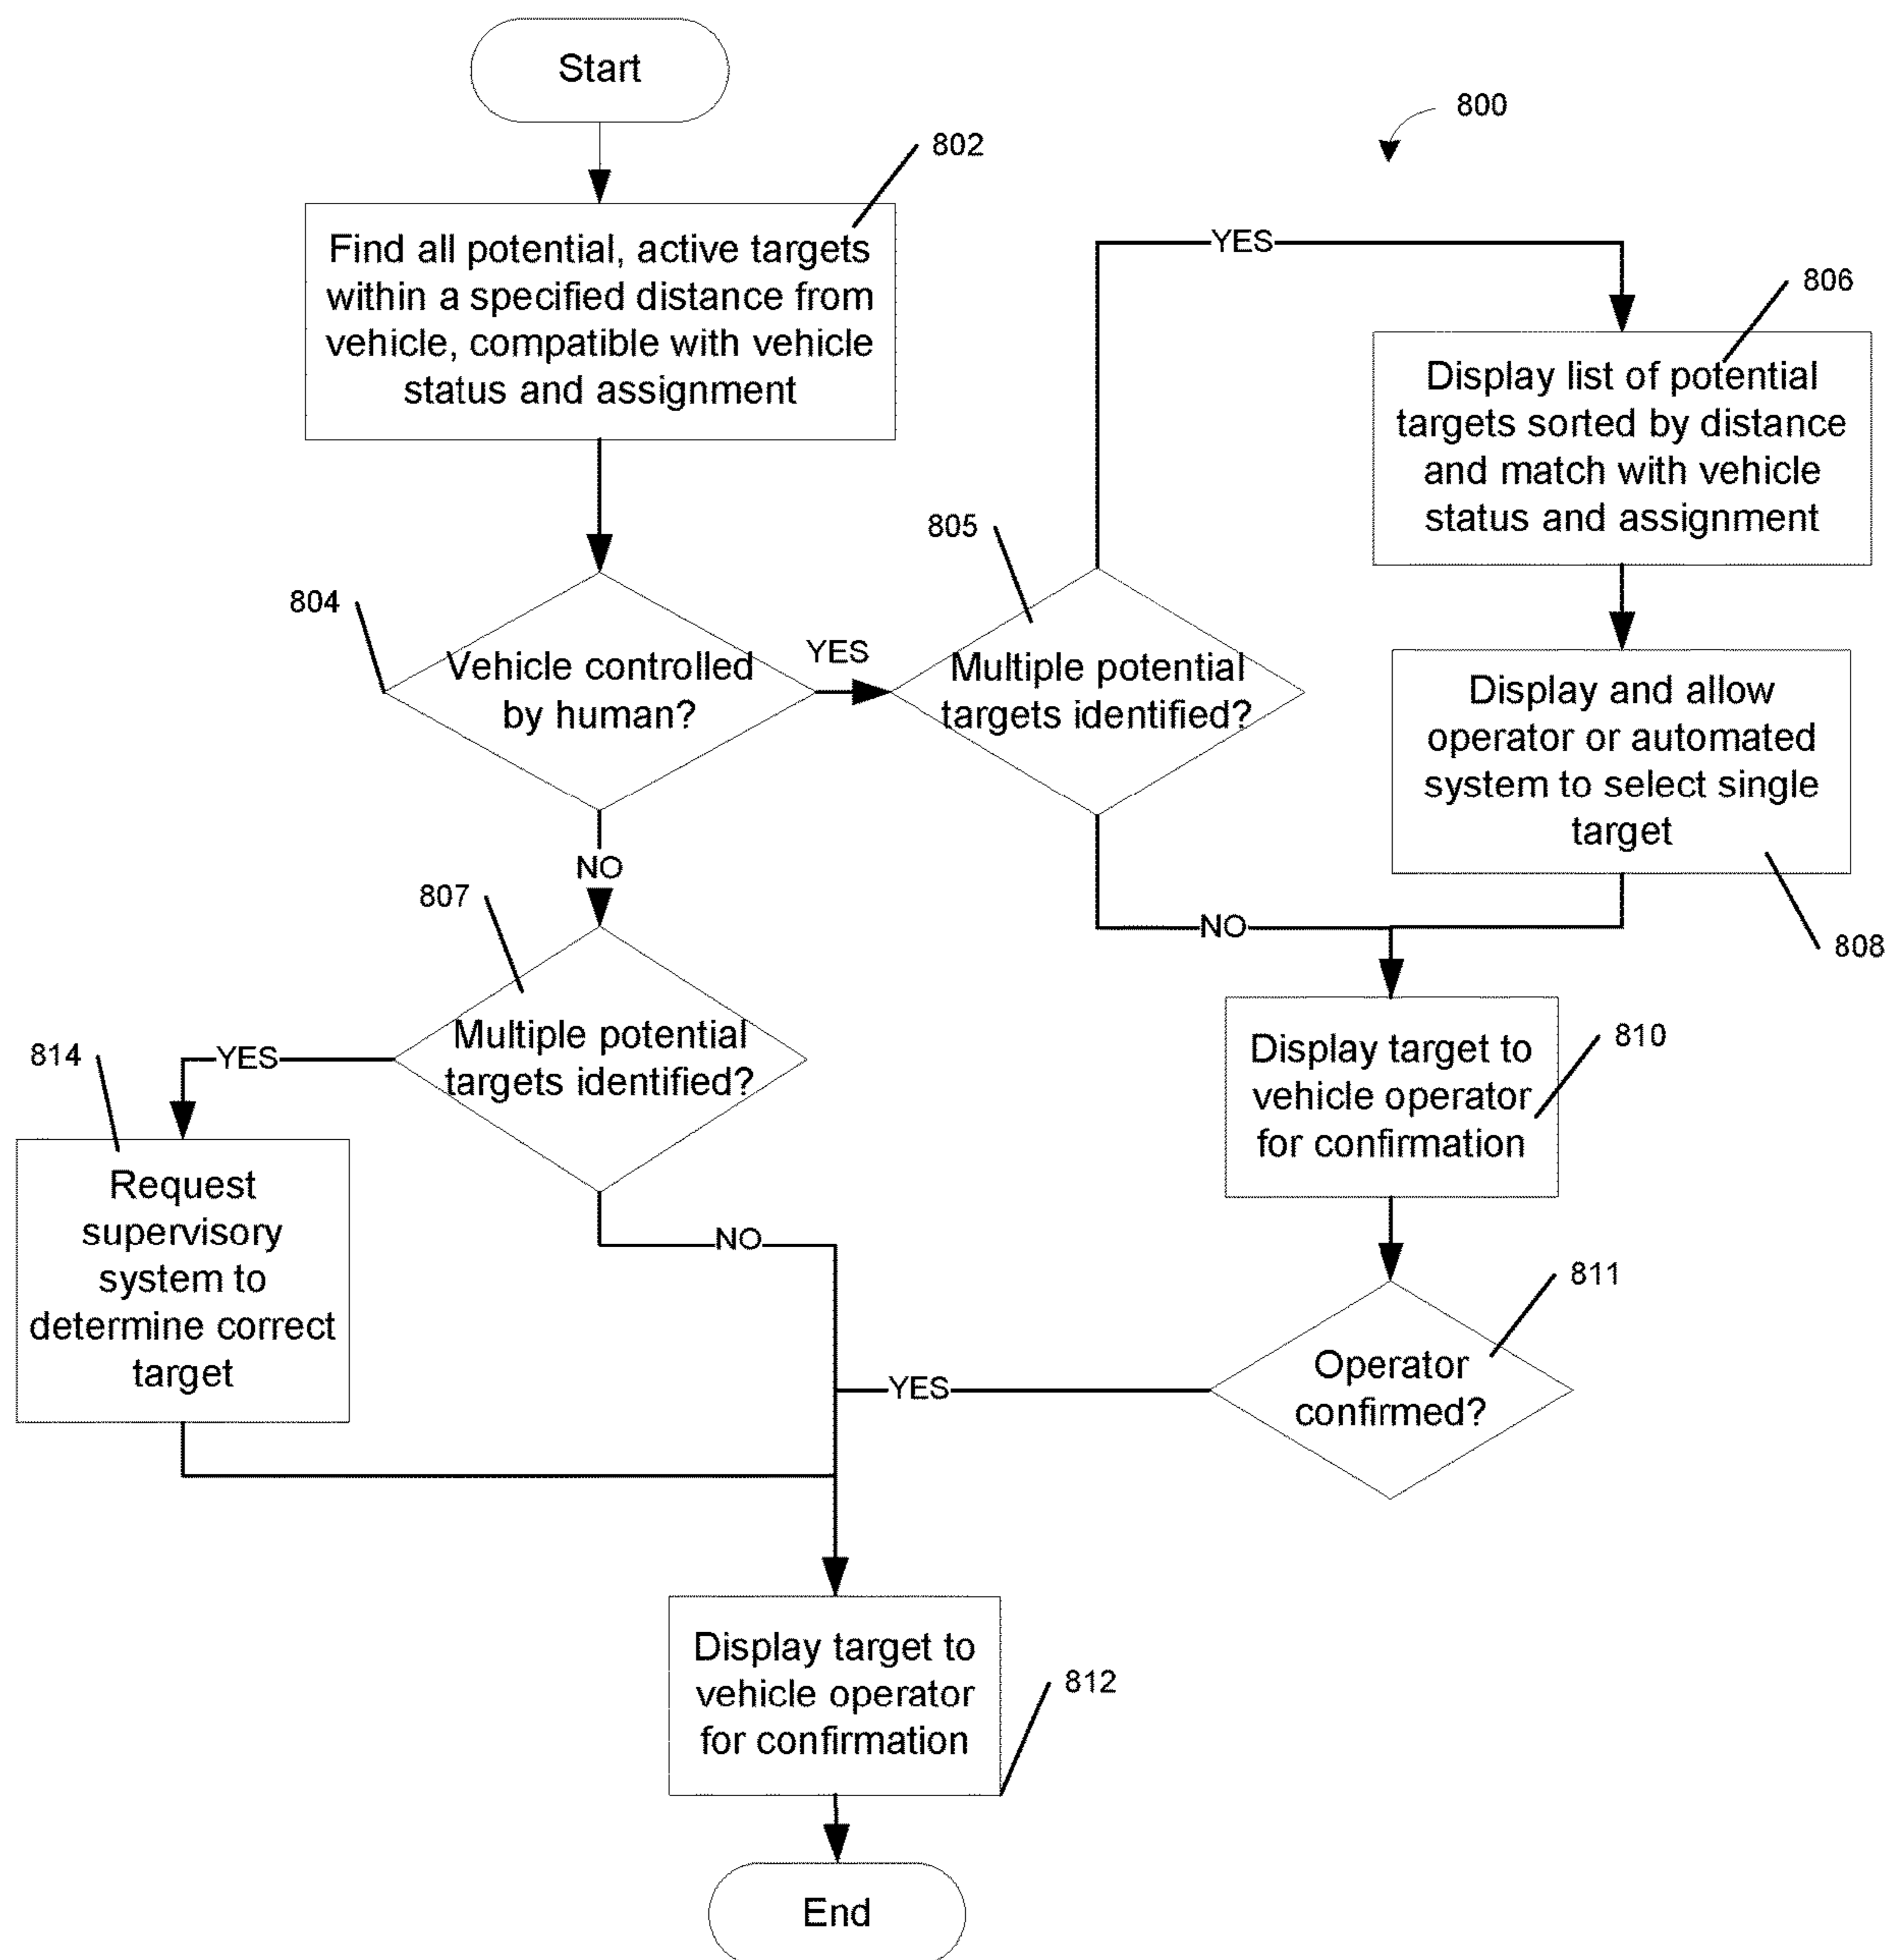 Start
800
802
Find all potential, active targets
within a specified distance from
vehicle, compatible with vehicle
status and assignment
YES
806
Display list of potential
targets sorted by distance
and match with vehicle
status and assignment
804
Vehicle controlled
by human?
YES
805
Multiple potential
targets identified?
Display and allow
operator or automated
system to select single
target
808
NO
NO
807
Multiple potential
targets identified?
YES
814
Request
supervisory
system to
determine correct
target
NO
810
Display target to
vehicle operator
for confirmation
811
Operator
confirmed?
YES
Display target to
vehicle operator
for confirmation
812
End